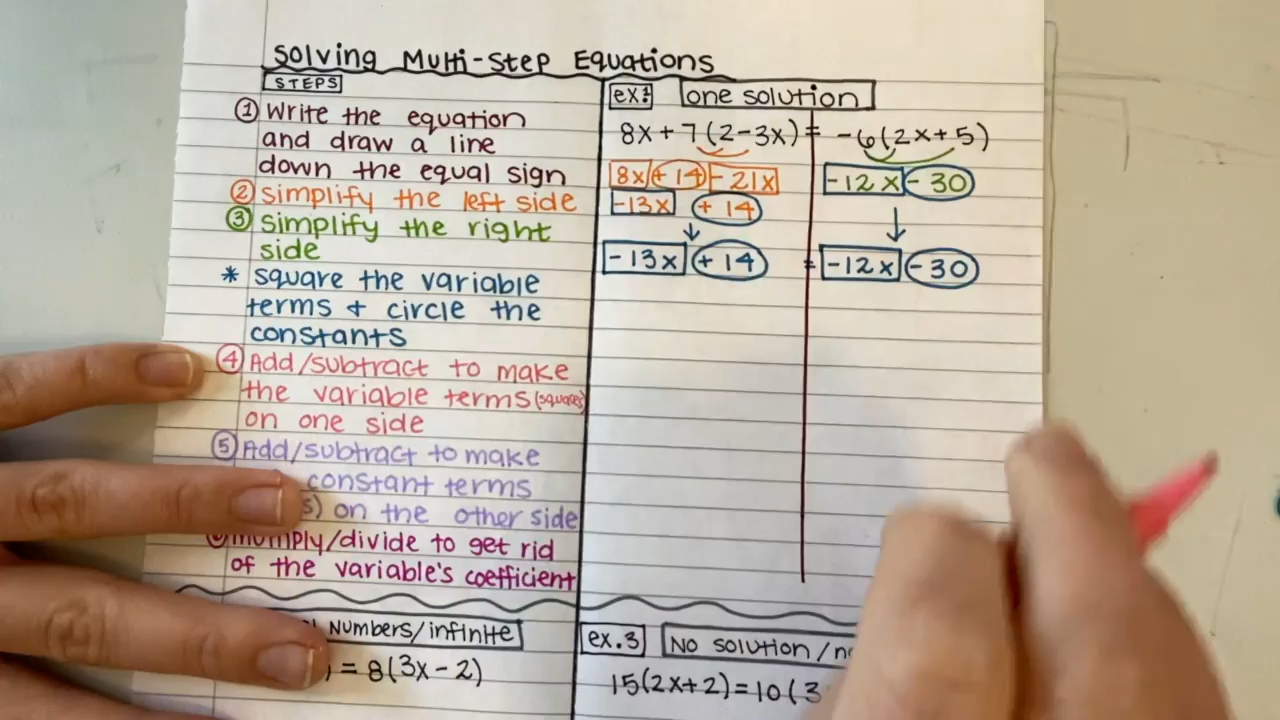 Solving Multi-Step Equations
STEPS
① Write the equation
and draw a line
down the equal sign
② simplify the left side
③ simplify the right
side
* square the variable
terms + circle the
constants
④ Add/subtract to make
the variable terms (squares)
on one side
⑤ Add/subtract to make
constant terms
s) on the other side
multiply/divide to get rid
of the variable's coefficient
ex: one solution
8x + 7(2 - 3x) = -6(2x + 5)
8x + 14 - 21x -12x - 30
-13x + 14
-13x + 14 = -12x - 30
Numbers/infinite
) = 8(3x - 2)
ex.3 No solution/n
15(2x+2) = 10(3